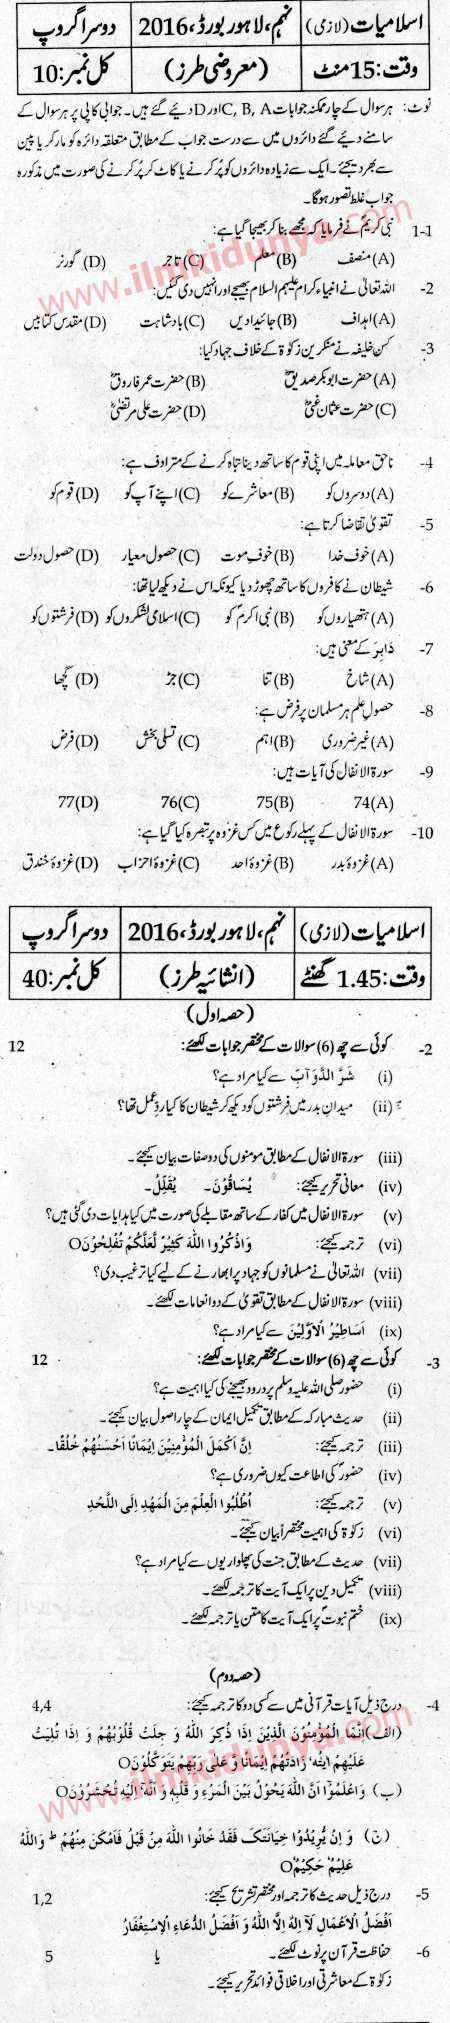 اسلامیات (لازمی) نہم، لاہور بورڈ، 2016 دوسرا گروپ
وقت: 15 منٹ (معروضی طرز) کل نمبر: 10
نوٹ: ہر سوال کے چار ممکنہ جوابات C, B, A اور D دیئے گئے ہیں۔ جوابی کاپی پر ہر سوال کے
سامنے دیئے گئے دائروں میں سے درست جواب کے مطابق متعلقہ دائرہ کو مارکر یا پین
سے بھر دیجئے۔ ایک سے زیادہ دائروں کو پُر کرنے یا کاٹ کر پُر کرنے کی صورت میں مذکورہ
جواب غلط تصور ہوگا۔
1-1 نبی کریمؐ نے فرمایا کہ مجھے بنا کر بھیجا گیا ہے:
(A) منصف (B) معلم (C) تاجر (D) گورنر
2- اللہ تعالیٰ نے انبیاء کرام علیہم السلام بھیجے اور انہیں دی گئیں:
(A) اہداف (B) جائیدادیں (C) بادشاہت (D) مقدس کتابیں
3- کس خلیفہ نے منکرین زکوٰۃ کے خلاف جہاد کیا:
(A) حضرت ابوبکر صدیقؓ (B) حضرت عمر فاروقؓ
(C) حضرت عثمان غنیؓ (D) حضرت علی مرتضیٰؓ
4- ناحق معاملہ میں اپنی قوم کا ساتھ دینا تباہ کرنے کے مترادف ہے:
(A) دوسروں کو (B) معاشرے کو (C) اپنے آپ کو (D) قوم کو
5- تقویٰ تقاضا کرتا ہے:
(A) خوف خدا (B) خوفِ موت (C) حصول معیار (D) حصول دولت
6- شیطان نے کافروں کا ساتھ چھوڑ دیا کیونکہ اس نے دیکھ لیا تھا:
(A) ہتھیاروں کو (B) نبی اکرمؐ کو (C) اسلامی لشکروں کو (D) فرشتوں کو
7- دَابِرَ کے معنی ہیں:
(A) شاخ (B) تنا (C) جڑ (D) گچھا
8- حصول علم ہر مسلمان پر فرض ہے:
(A) غیر ضروری (B) اہم (C) تسلی بخش (D) فرض
9- سورۃ الانفال کی آیات ہیں:
(A) 74 (B) 75 (C) 76 (D) 77
10- سورۃ الانفال کے پہلے رکوع میں کس غزوہ پر تبصرہ کیا گیا ہے:
(A) غزوۂ بدر (B) غزوۂ احد (C) غزوۂ احزاب (D) غزوۂ خندق
اسلامیات (لازمی) نہم، لاہور بورڈ، 2016 دوسرا گروپ
وقت: 1.45 گھنٹے (انشائیہ طرز) کل نمبر: 40
(حصہ اول)
2- کوئی سے چھ (6) سوالات کے مختصر جوابات لکھئے: 12
(i) شَرَّ الدَّوَآبِّ سے کیا مراد ہے؟
(ii) میدانِ بدر میں فرشتوں کو دیکھ کر شیطان کا کیا ردِ عمل تھا؟
(iii) سورۃ الانفال کے مطابق مومنوں کی دو صفات بیان کیجئے۔
(iv) معانی تحریر کیجئے: یُسَاقُوْنَ۔ یُقَلِّلُ۔
(v) سورۃ الانفال میں کفار کے ساتھ مقابلے کی صورت میں کیا ہدایات دی گئی ہیں؟
(vi) ترجمہ کیجئے: وَاذْكُرُوا اللّٰهَ كَثِيْرً لَّعَلَّكُمْ تُفْلِحُوْنَO
(vii) اللہ تعالیٰ نے مسلمانوں کو جہاد پر ابھارنے کے لیے کیا ترغیب دی؟
(viii) سورۃ الانفال کے مطابق تقویٰ کے دو انعامات لکھئے۔
(ix) اَسَاطِيْرُ الْاَوَّلِيْنَ سے کیا مراد ہے؟
3- کوئی سے چھ (6) سوالات کے مختصر جوابات لکھئے: 12
(i) حضور صلی اللہ علیہ وسلم پر درود بھیجنے کی کیا اہمیت ہے؟
(ii) حدیث مبارکہ کے مطابق تکمیل ایمان کے چار اصول بیان کیجئے۔
(iii) ترجمہ کیجئے: اِنَّ اَكْمَلَ الْمُؤْمِنِيْنَ اِيْمَانًا اَحْسَنُهُمْ خُلُقًا۔
(iv) حضورؐ کی اطاعت کیوں ضروری ہے؟
(v) ترجمہ کیجئے: اُطْلُبُوا الْعِلْمَ مِنَ الْمَهْدِ اِلَى اللَّحْدِ
(vi) زکوٰۃ کی اہمیت مختصراً بیان کیجئے۔
(vii) حدیث کے مطابق جنت کی پھلواریوں سے کیا مراد ہے؟
(viii) تکمیل دین پر ایک آیت کا ترجمہ لکھئے۔
(ix) ختم نبوت پر ایک آیت کا متن یا ترجمہ لکھئے۔
(حصہ دوم)
4- درج ذیل آیات قرآنی میں سے کسی دو کا ترجمہ کیجئے: 4,4
(الف) اِنَّمَا الْمُؤْمِنُوْنَ الَّذِيْنَ اِذَا ذُكِرَ اللّٰهُ وَ جِلَتْ قُلُوْبُهُمْ وَ اِذَا تُلِيَتْ
عَلَيْهِمْ اٰيٰتُهٗ زَادَتْهُمْ اِيْمَانًا وَّ عَلٰى رَبِّهِمْ يَتَوَكَّلُوْنَO
(ب) وَاعْلَمُوْٓا اَنَّ اللّٰهَ يَحُوْلُ بَيْنَ الْمَرْءِ وَ قَلْبِهٖ وَ اَنَّهٗٓ اِلَيْهِ تُحْشَرُوْنَO
(ج) وَ اِنْ يُّرِيْدُوْا خِيَانَتَكَ فَقَدْ خَانُوا اللّٰهَ مِنْ قَبْلُ فَاَمْكَنَ مِنْهُمْ ط وَاللّٰهُ
عَلِيْمٌ حَكِيْمٌO
5- درج ذیل حدیث کا ترجمہ اور مختصر تشریح کیجئے: 1,2
اَفْضَلُ الْاَعْمَالِ لَآ اِلٰهَ اِلَّا اللّٰهُ وَ اَفْضَلُ الدُّعَاءِ الْاِسْتِغْفَارُ
6- حفاظت قرآن پر نوٹ لکھئے۔ یا 5
زکوٰۃ کے معاشرتی اور اخلاقی فوائد تحریر کیجئے۔
www.ilmkidunya.com
www.ilmkidunya.com